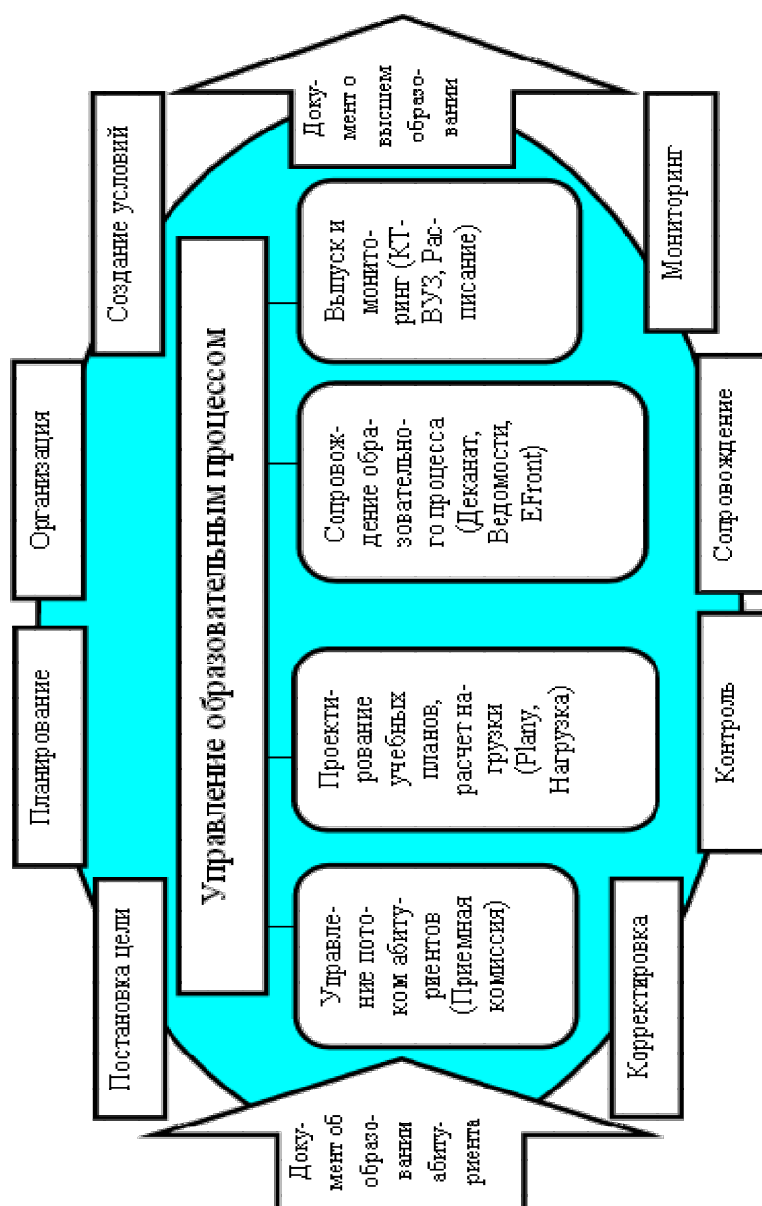 Планирование
Организация
Постановка цели
Создание условий
Управление образовательным процессом
Доку-
мент об
образо-
вании
абиту-
риента
Управле-
ние пото-
ком абиту-
риентов
(Приемная
комиссия)
Проекти-
рование
учебных
планов,
расчет на-
грузки
(Plany,
Нагрузка)
Сопровож-
дение обра-
зовательно-
го процесса
(Деканат,
Ведомости,
EFront)
Выпуск и
монито-
ринг (КТ-
ВУЗ, Рас-
писание)
Доку-
мент о
высшем
образо-
вании
Корректировка
Контроль
Сопровождение
Мониторинг